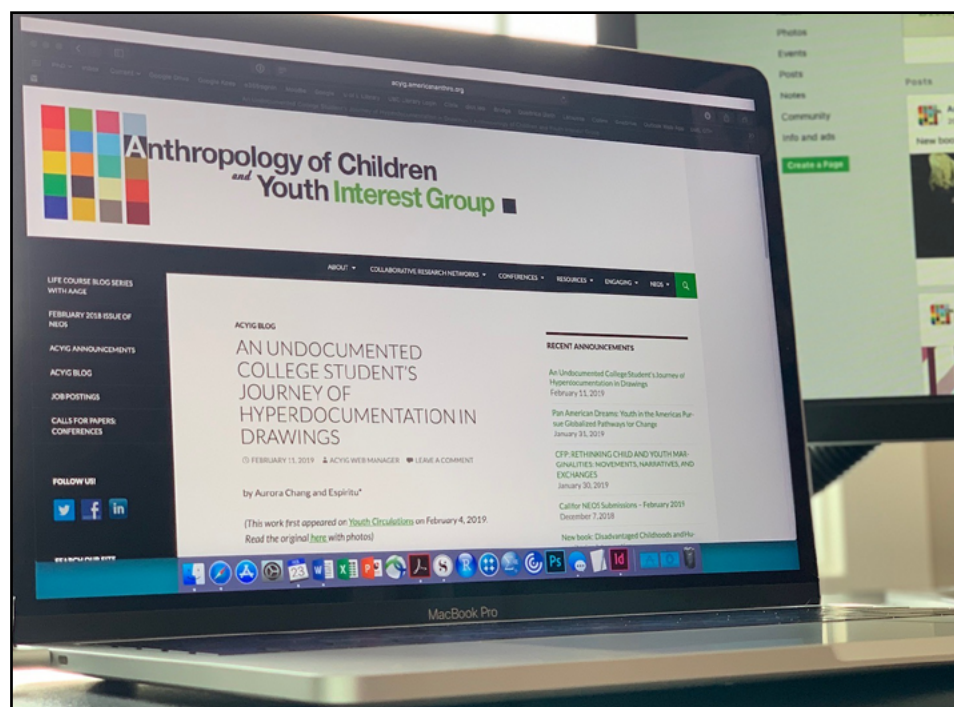 acyig.americananthro.org
Anthropology of Children
and Youth Interest Group
ABOUT
COLLABORATIVE RESEARCH NETWORKS
CONFERENCES
RESOURCES
ENGAGING
NEOS
LIFE COURSE BLOG SERIES
WITH AAGE
FEBRUARY 2018 ISSUE OF
NEOS
ACYIG ANNOUNCEMENTS
ACYIG BLOG
JOB POSTINGS
CALLS FOR PAPERS:
CONFERENCES
FOLLOW US!
SEARCH OUR SITE
ACYIG BLOG
AN UNDOCUMENTED
COLLEGE STUDENT'S
JOURNEY OF
HYPERDOCUMENTATION IN
DRAWINGS
FEBRUARY 11, 2019 ACYIG WEB MANAGER LEAVE A COMMENT
by Aurora Chang and Espiritu*
(This work first appeared on Youth Circulations on February 4, 2019.
Read the original here with photos)
RECENT ANNOUNCEMENTS
An Undocumented College Student's Journey of
Hyperdocumentation in Drawings
February 11, 2019
Pan American Dreams: Youth in the Americas Pur-
sue Globalized Pathways for Change
January 31, 2019
CFP: RETHINKING CHILD AND YOUTH MAR-
GINALITIES: MOVEMENTS, NARRATIVES, AND
EXCHANGES
January 30, 2019
Call for NEOS Submissions – February 2019
December 7, 2018
New book: Disadvantaged Childhoods and Hu-
23
MacBook Pro
Photos
Events
Posts
Notes
Community
Info and ads
Create a Page
Posts
New book